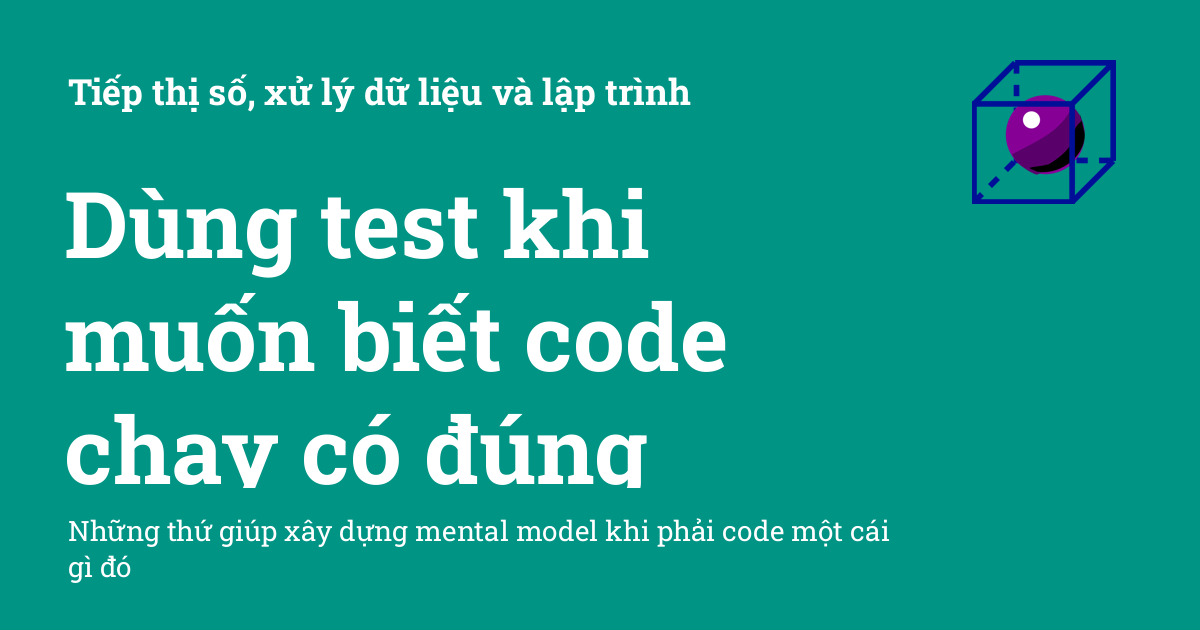 Tiếp thị số, xử lý dữ liệu và lập trình
Dùng test khi
muốn biết code
chạy có đúng
Những thứ giúp xây dựng mental model khi phải code một cái
gì đó